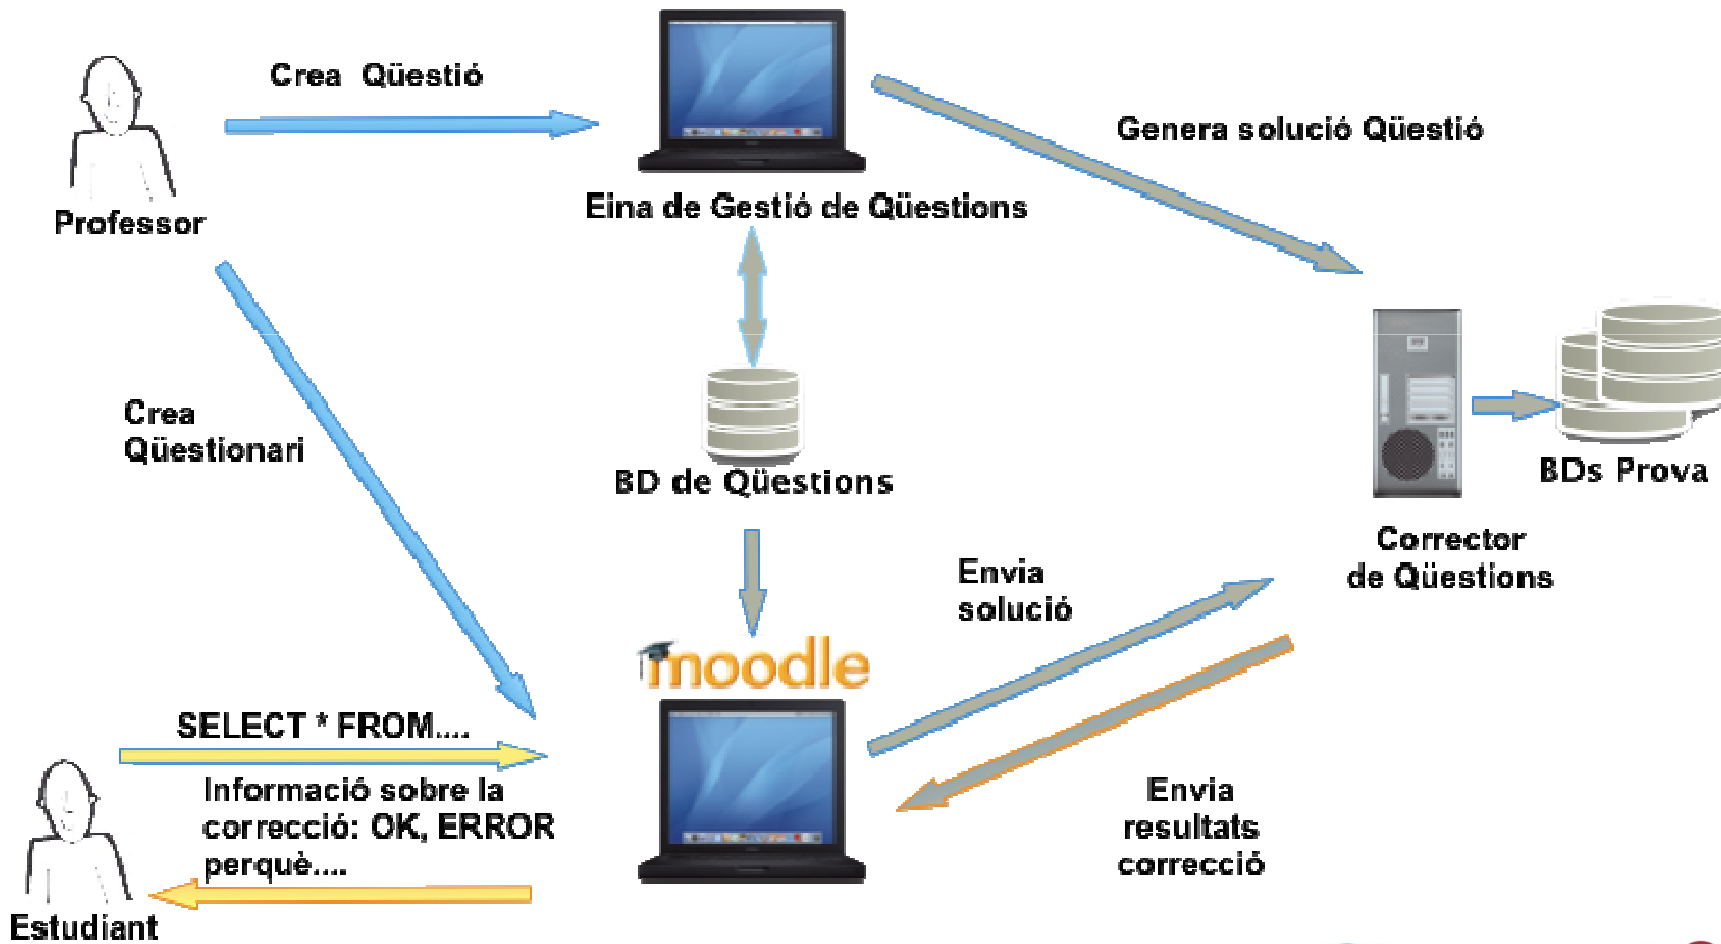 Crea Qüestió
Genera solució Qüestió
Professor
Eina de Gestió de Qüestions
Crea
Qüestionari
BD de Qüestions
BDs Prova
Corrector
de Qüestions
Envia
solució
moodle
SELECT * FROM....
Informació sobre la
correcció: OK, ERROR
perquè....
Envia
resultats
correcció
Estudiant